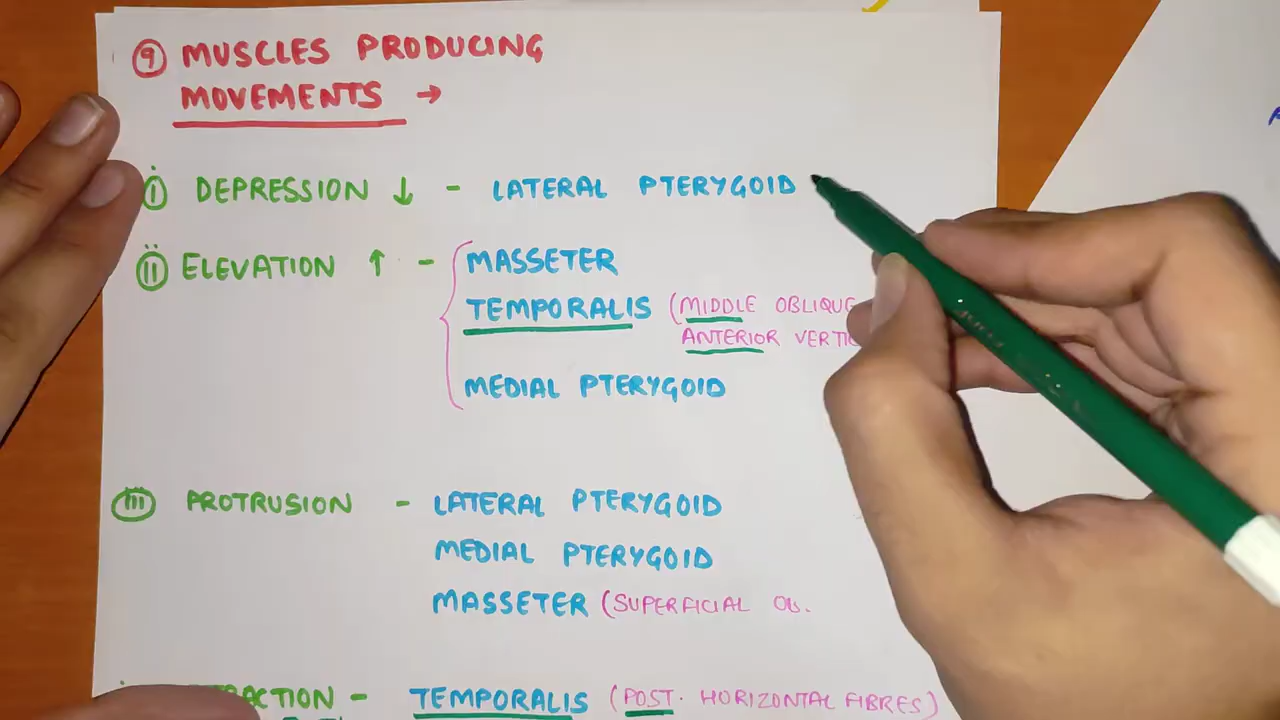 9 MUSCLES PRODUCING
MOVEMENTS →
i DEPRESSION ↓ - LATERAL PTERYGOID
ii ELEVATION ↑ - { MASSETER
TEMPORALIS (MIDDLE OBLIQUE
ANTERIOR
MEDIAL PTERYGOID
iii PROTRUSION - LATERAL PTERYGOID
MEDIAL PTERYGOID
MASSETER (SUPERFICIAL OB.
- TEMPORALIS (POST. HORIZONTAL FIBRES)